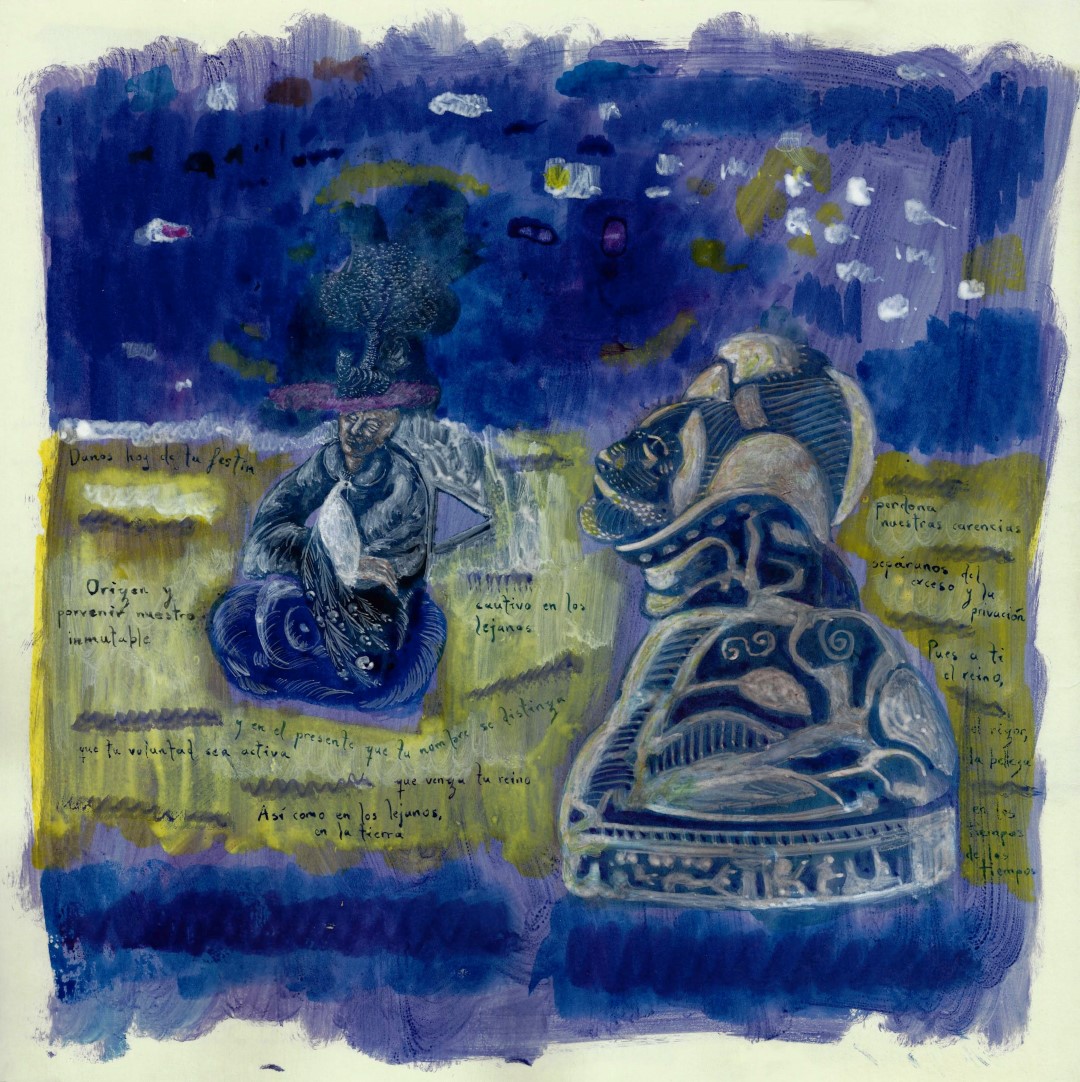 Danos hoy de tu festín
Origen y
porvenir nuestro
inmutable
cautivo en los
lejanos
y en el presente que tu nombre se distinga
que tu voluntad sea activa
que venga tu reino
Así como en los lejanos,
en la tierra
perdona
nuestras carencias
sepáranos del
exceso y la
privación
Pues a ti
el reino,
el rigor,
la belleza
en los
tiempos
de los
tiempos